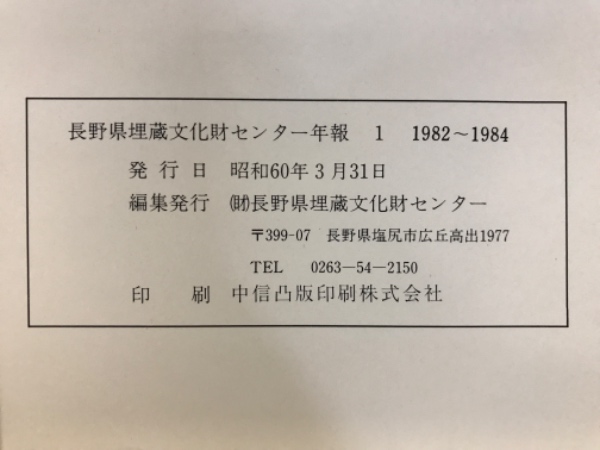 長野県埋蔵文化財センター年報 1 1982～1984
発行日 昭和60年3月31日
編集発行 ㈶長野県埋蔵文化財センター
〒399-07 長野県塩尻市広丘高出1977
TEL 0263―54―2150
印刷 中信凸版印刷株式会社